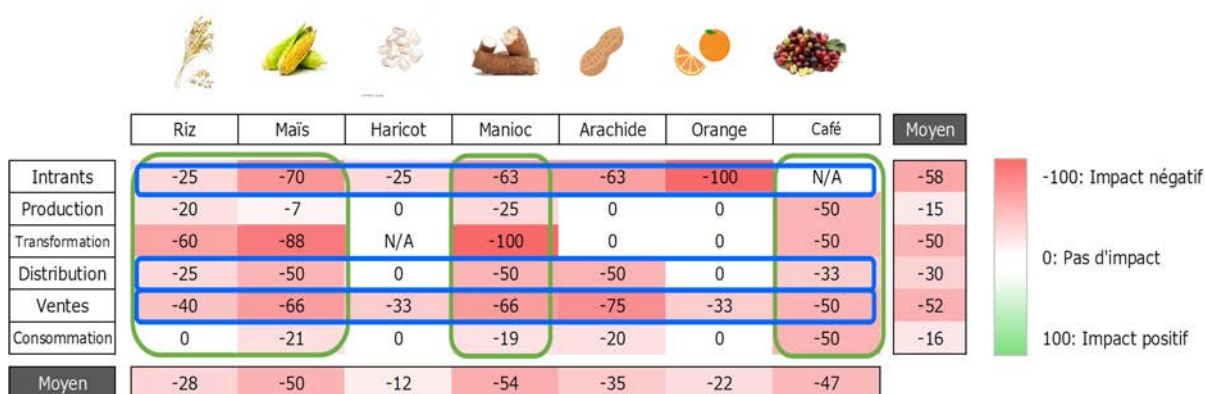 Riz Maïs Haricot Manioc Arachide Orange Café Moyen
Intrants -25 -70 -25 -63 -63 -100 N/A -58
Production -20 -7 0 -25 0 0 -50 -15
Transformation -60 -88 N/A -100 0 0 -50 -50
Distribution -25 -50 0 -50 -50 0 -33 -30
Ventes -40 -66 -33 -66 -75 -33 -50 -52
Consommation 0 -21 0 -19 -20 0 -50 -16
Moyen -28 -50 -12 -54 -35 -22 -47
-100: Impact négatif
0: Pas d'impact
100: Impact positif